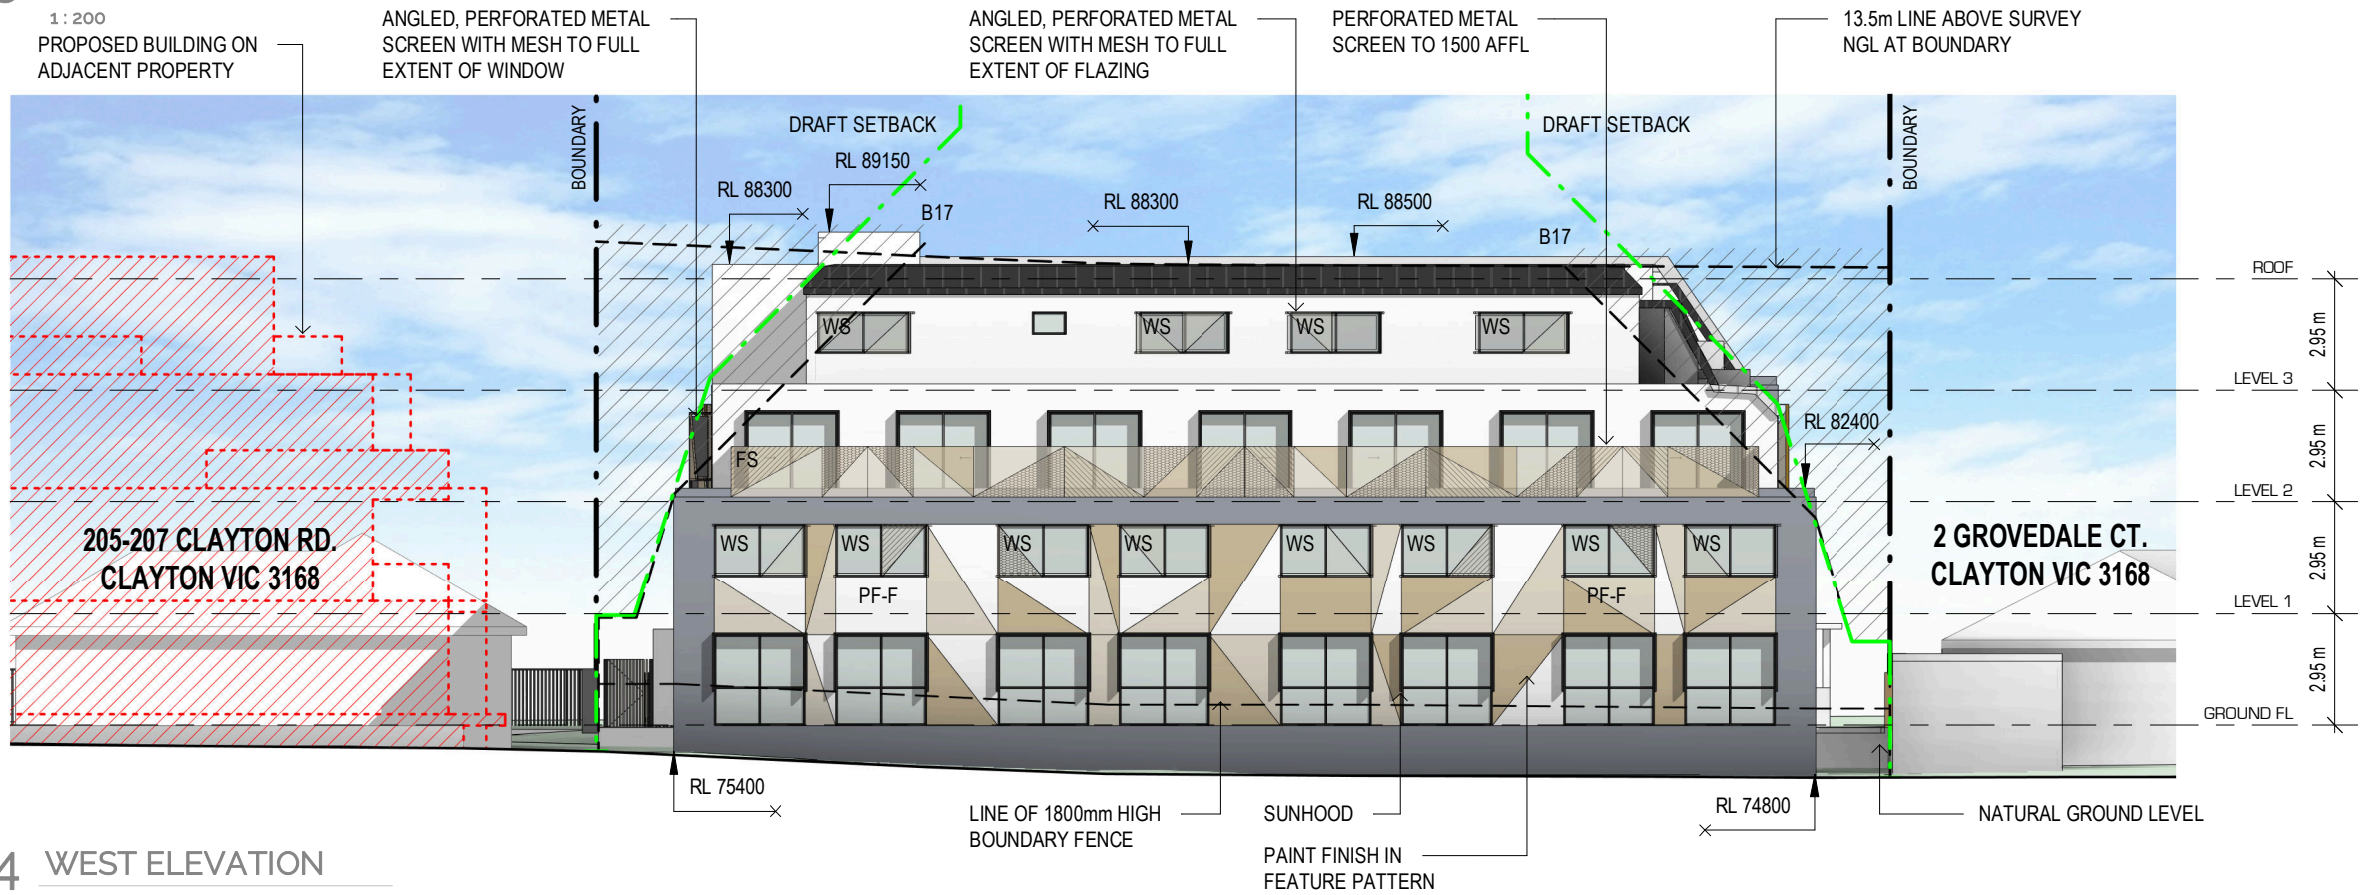 1 : 200
PROPOSED BUILDING ON
ADJACENT PROPERTY
ANGLED, PERFORATED METAL
SCREEN WITH MESH TO FULL
EXTENT OF WINDOW
ANGLED, PERFORATED METAL
SCREEN WITH MESH TO FULL
EXTENT OF FLAZING
PERFORATED METAL
SCREEN TO 1500 AFFL
13.5m LINE ABOVE SURVEY
NGL AT BOUNDARY
BOUNDARY
DRAFT SETBACK
DRAFT SETBACK
BOUNDARY
RL 89150
RL 88300
RL 88300
RL 88500
B17
B17
ROOF
WS
WS
WS
WS
2.95 m
LEVEL 3
RL 82400
FS
2.95 m
LEVEL 2
205-207 CLAYTON RD.
CLAYTON VIC 3168
WS
WS
WS
WS
WS
WS
WS
WS
2 GROVEDALE CT.
CLAYTON VIC 3168
2.95 m
PF-F
PF-F
LEVEL 1
2.95 m
GROUND FL
RL 75400
RL 74800
LINE OF 1800mm HIGH
BOUNDARY FENCE
SUNHOOD
NATURAL GROUND LEVEL
PAINT FINISH IN
FEATURE PATTERN
4 WEST ELEVATION